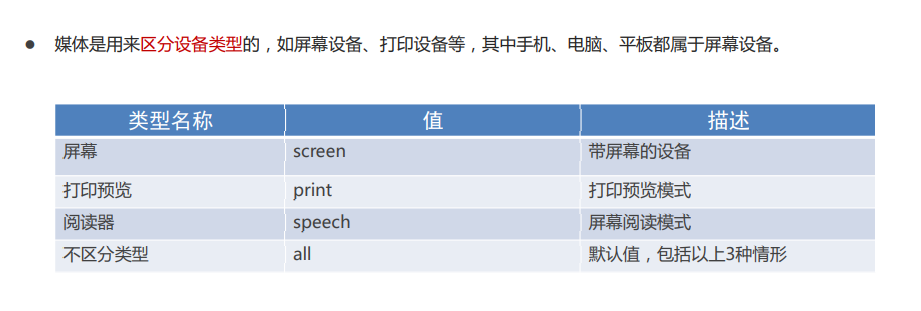 ● 媒体是用来区分设备类型的，如屏幕设备、打印设备等，其中手机、电脑、平板都属于屏幕设备。
类型名称 值 描述
屏幕 screen 带屏幕的设备
打印预览 print 打印预览模式
阅读器 speech 屏幕阅读模式
不区分类型 all 默认值，包括以上3种情形